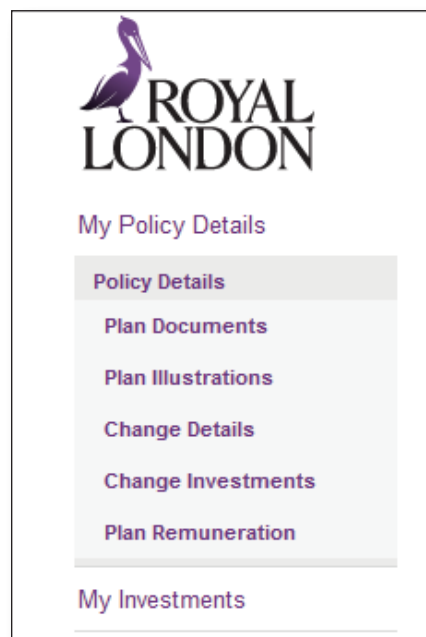 ROYAL
LONDON
My Policy Details
Policy Details
Plan Documents
Plan Illustrations
Change Details
Change Investments
Plan Remuneration
My Investments